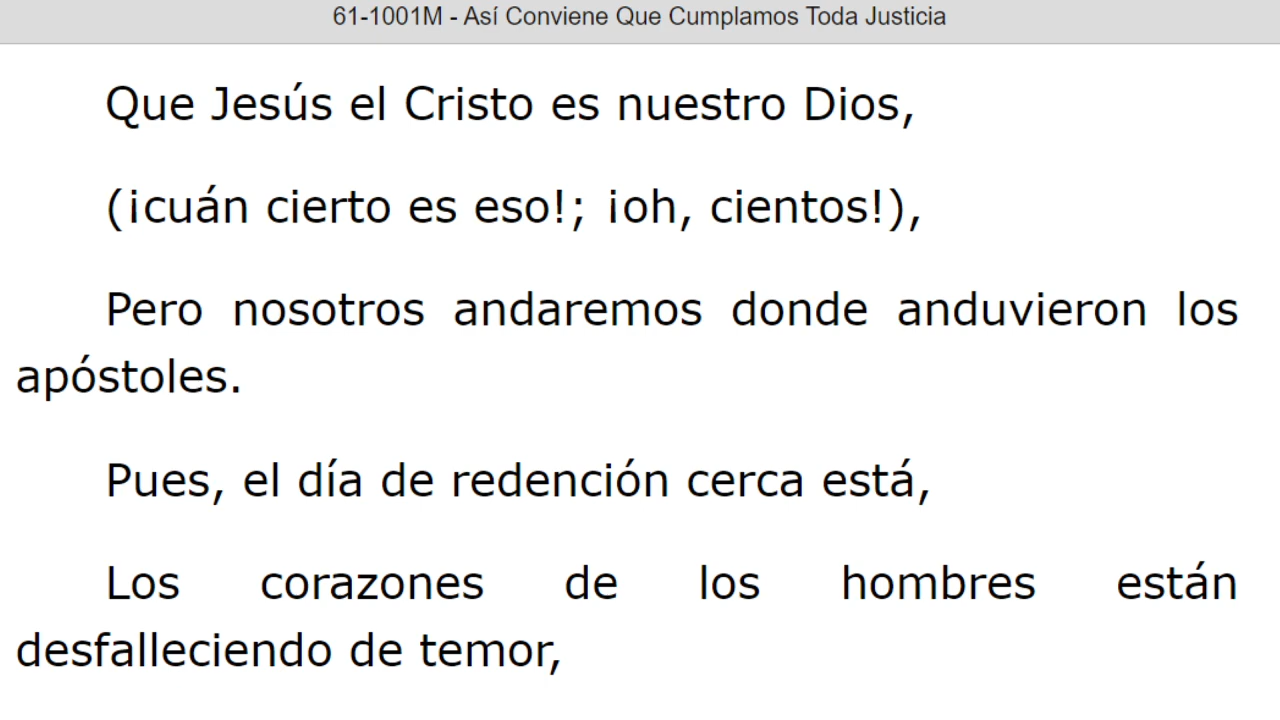 61-1001M - Así Conviene Que Cumplamos Toda Justicia
Que Jesús el Cristo es nuestro Dios,
(¡cuán cierto es eso!; ¡oh, cientos!),
Pero nosotros andaremos donde anduvieron los
apóstoles.
Pues, el día de redención cerca está,
Los corazones de los hombres están
desfalleciendo de temor,